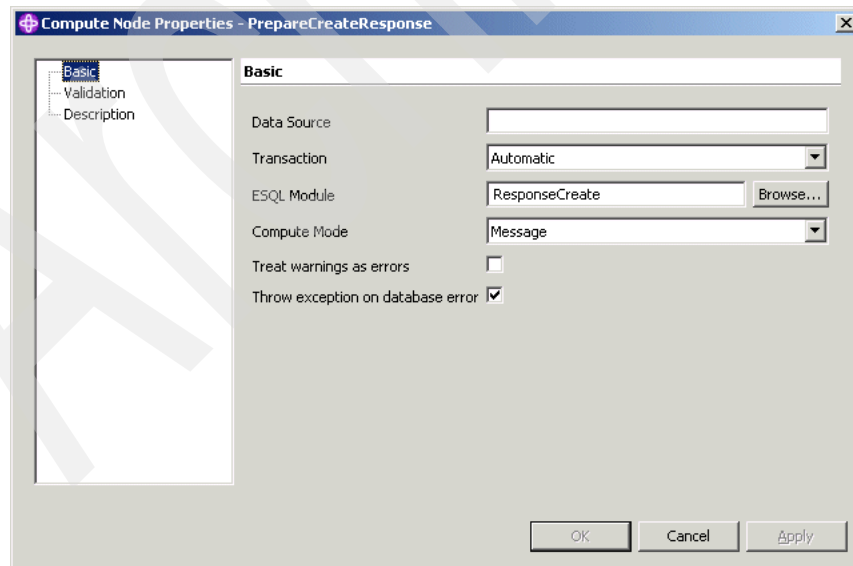 Compute Node Properties - PrepareCreateResponse
Basic
Validation
Description
Basic
Data Source
Transaction Automatic
ESQL Module ResponseCreate Browse...
Compute Mode Message
Treat warnings as errors
Throw exception on database error
OK Cancel Apply